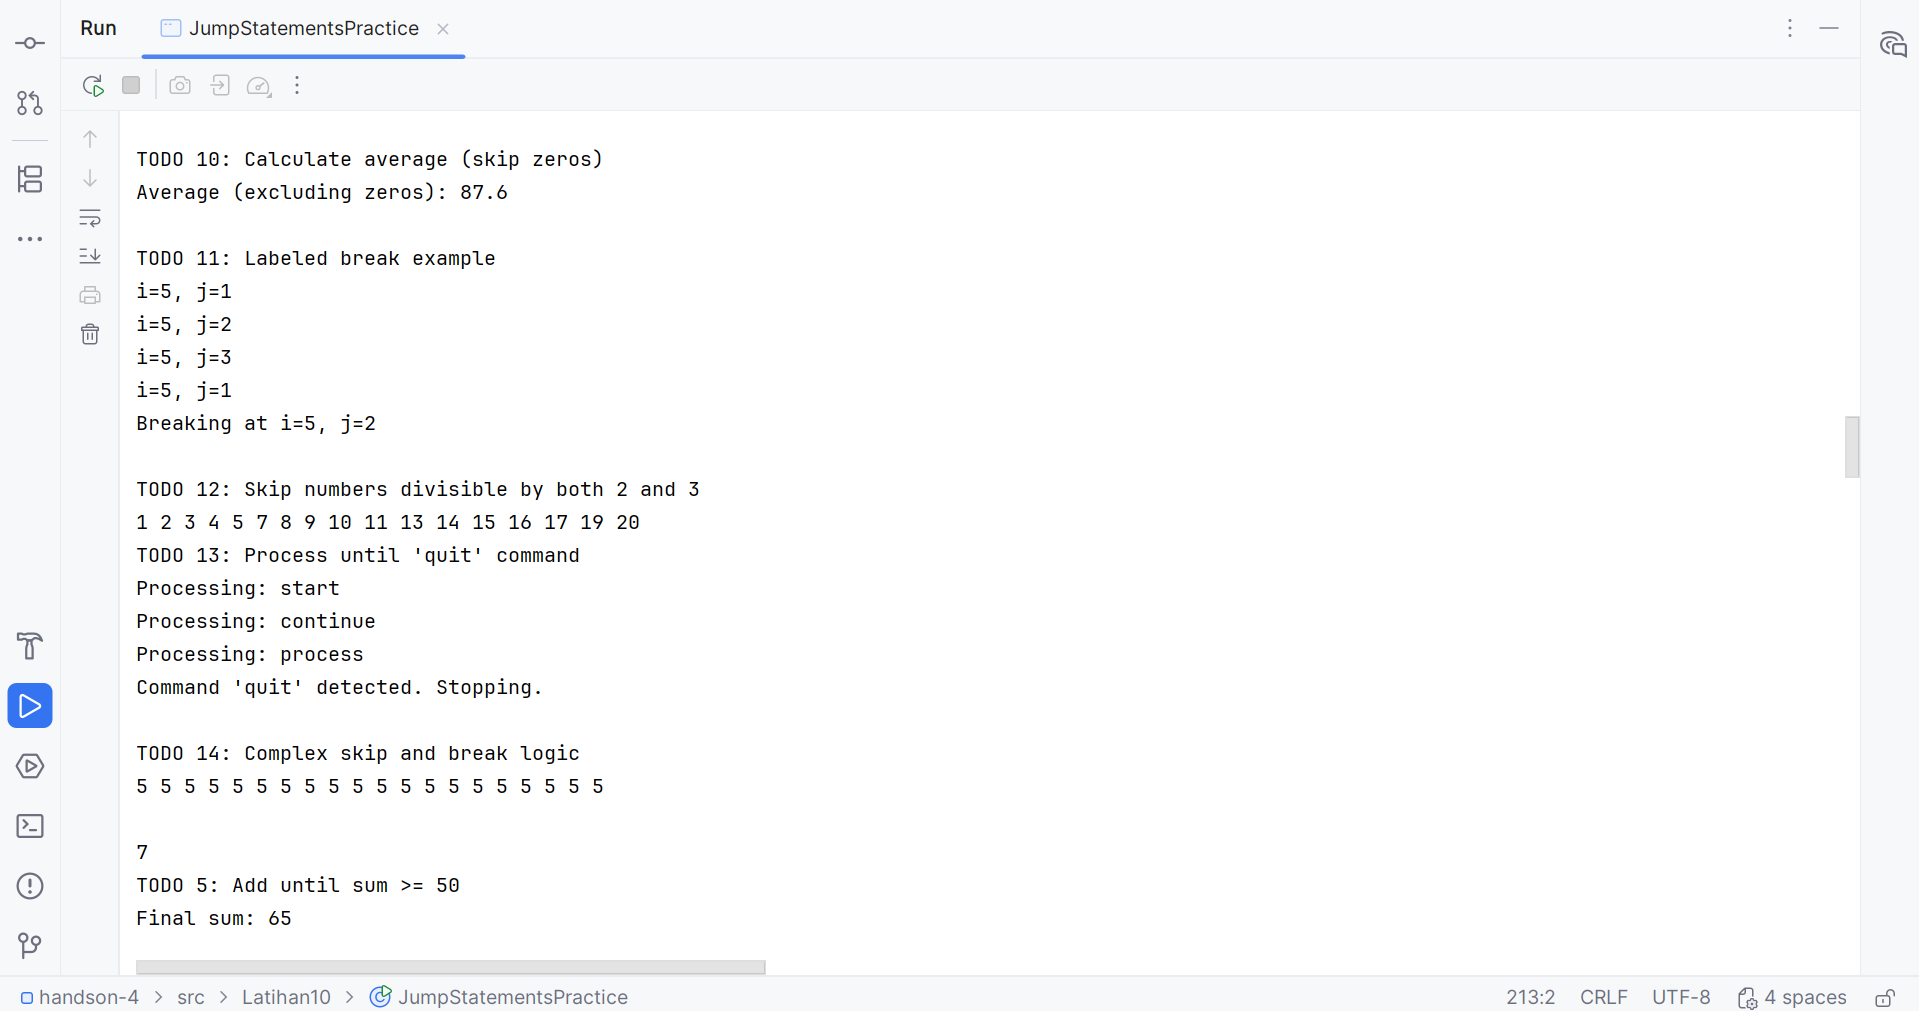 Run JumpStatementsPractice
TODO 10: Calculate average (skip zeros)
Average (excluding zeros): 87.6
TODO 11: Labeled break example
i=5, j=1
i=5, j=2
i=5, j=3
i=5, j=1
Breaking at i=5, j=2
TODO 12: Skip numbers divisible by both 2 and 3
1 2 3 4 5 7 8 9 10 11 13 14 15 16 17 19 20
TODO 13: Process until 'quit' command
Processing: start
Processing: continue
Processing: process
Command 'quit' detected. Stopping.
TODO 14: Complex skip and break logic
5 5 5 5 5 5 5 5 5 5 5 5 5 5 5 5 5 5 5 5
7
TODO 5: Add until sum >= 50
Final sum: 65
handson-4 > src > Latihan10 > JumpStatementsPractice 213:2 CRLF UTF-8 4 spaces